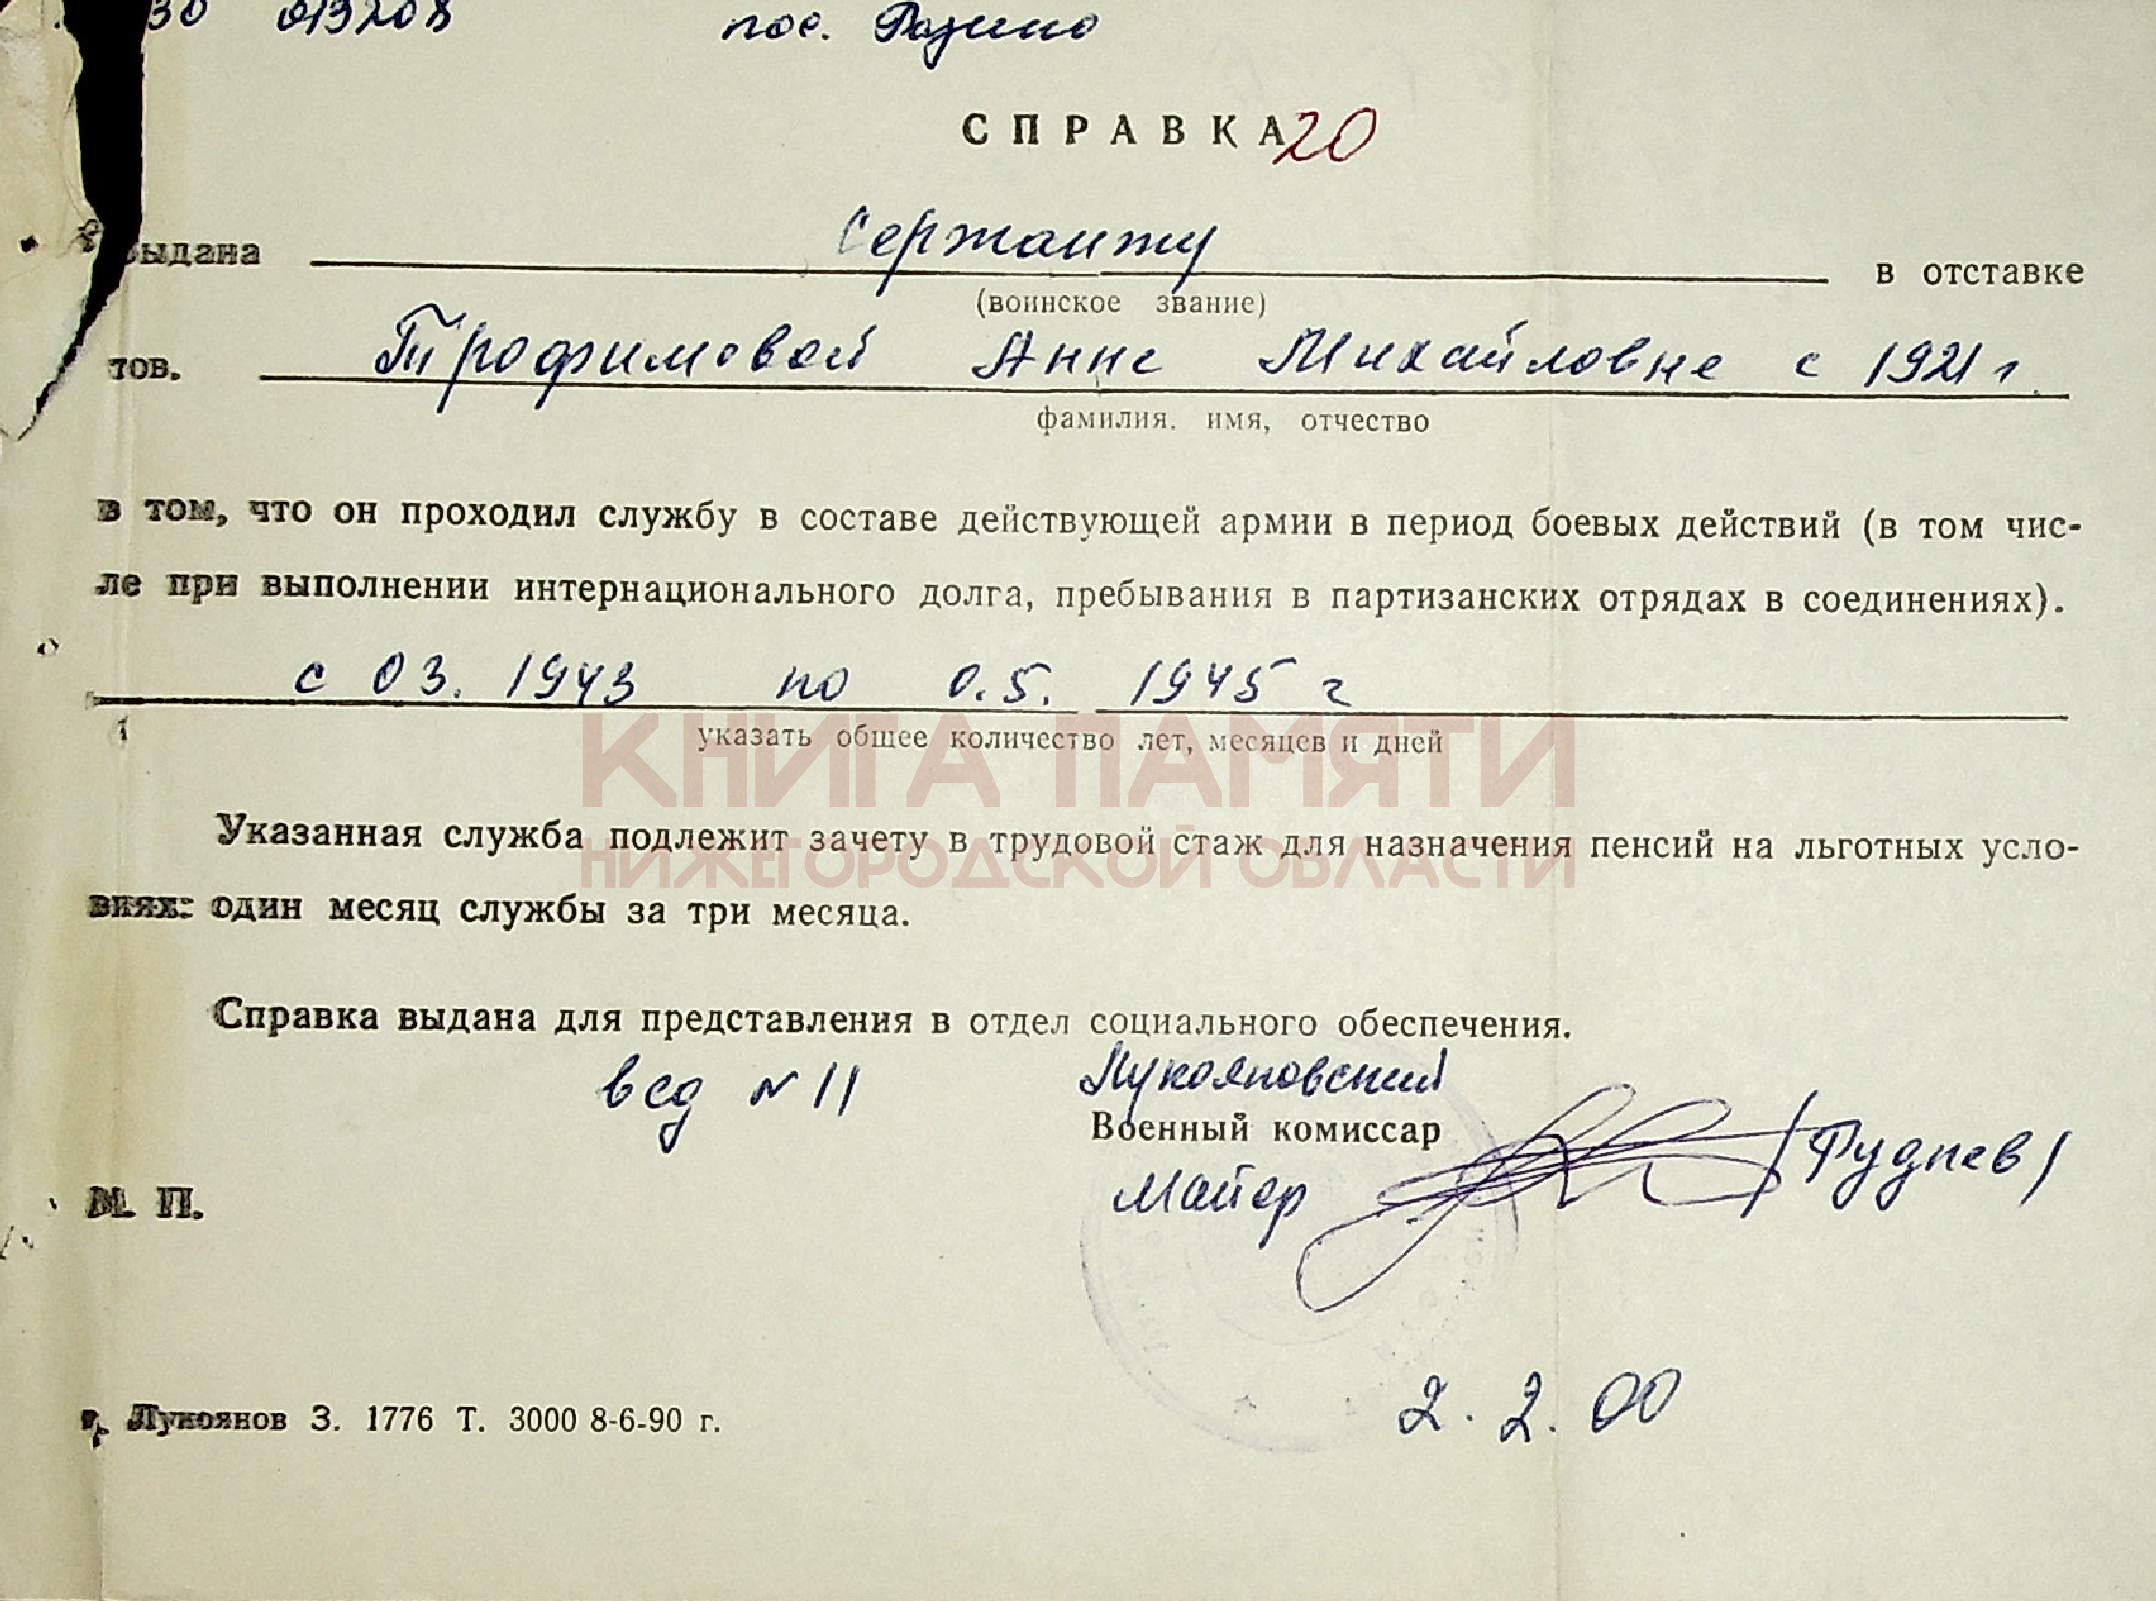 30 013208 пос. Разино
СПРАВКА 20
Выдана Сержанту в отставке
(воинское звание)
тов. Трофимовой Анне Михайловне с 1921 г.
фамилия, имя, отчество
в том, что он проходил службу в составе действующей армии в период боевых действий (в том чис-
ле при выполнении интернационального долга, пребывания в партизанских отрядах в соединениях).
с 03. 1943 по 0.5. 1945 г
указать общее количество лет, месяцев и дней
КНИГА ПАМЯТИ
НИЖЕГОРОДСКОЙ ОБЛАСТИ
Указанная служба подлежит зачету в трудовой стаж для назначения пенсий на льготных усло-
виях: один месяц службы за три месяца.
Справка выдана для представления в отдел социального обеспечения.
вед № 11 Лукояновский
Военный комиссар
Майор /Руднев/
М. П.
2. 2. 00
г. Лукоянов З. 1776 Т. 3000 8-6-90 г.